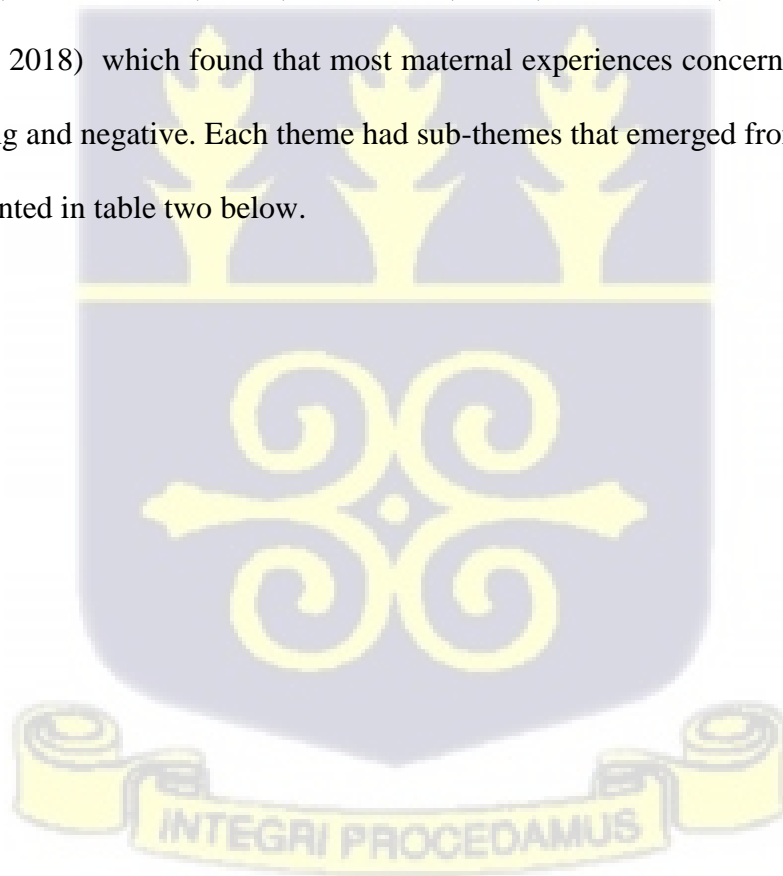 2018) which found that most maternal experiences concern
g and negative. Each theme had sub-themes that emerged fro
nted in table two below.
INTEGRI PROCEDAMUS